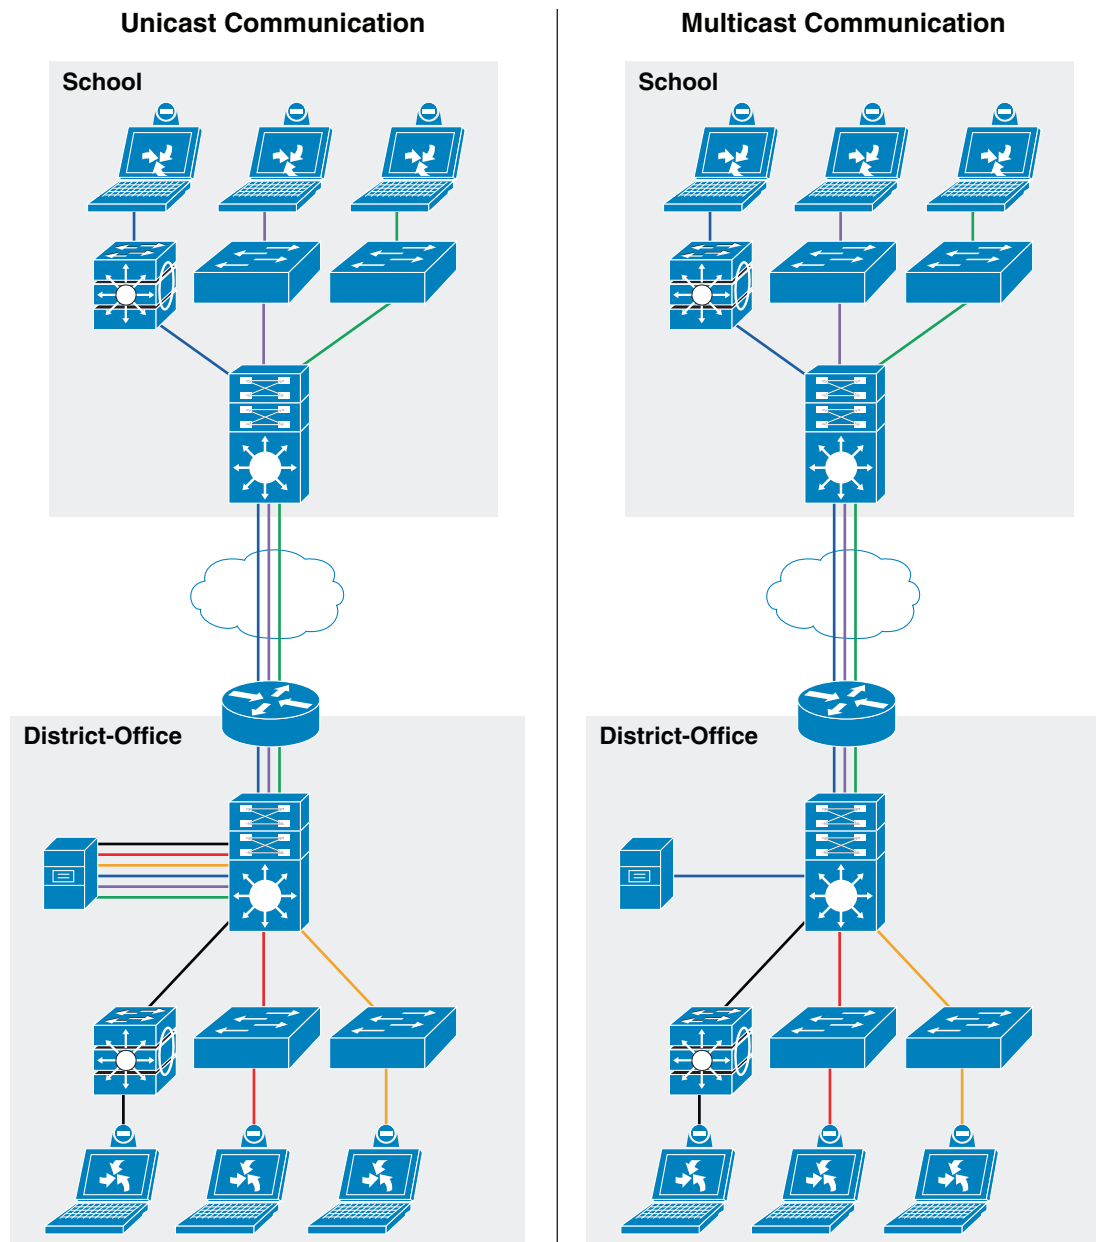 Unicast Communication
Multicast Communication
School
School
District-Office
District-Office